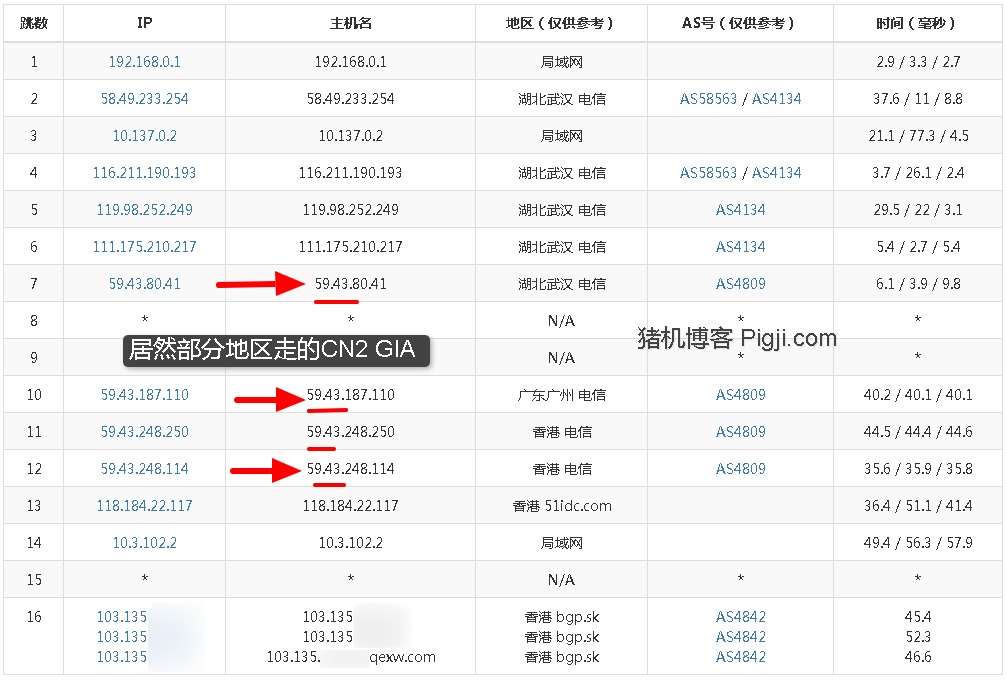 跳数 IP 主机名 地区（仅供参考） AS号（仅供参考） 时间（毫秒）
1 192.168.0.1 192.168.0.1 局域网 2.9 / 3.3 / 2.7
2 58.49.233.254 58.49.233.254 湖北武汉 电信 AS58563 / AS4134 37.6 / 11 / 8.8
3 10.137.0.2 10.137.0.2 局域网 21.1 / 77.3 / 4.5
4 116.211.190.193 116.211.190.193 湖北武汉 电信 AS58563 / AS4134 3.7 / 26.1 / 2.4
5 119.98.252.249 119.98.252.249 湖北武汉 电信 AS4134 29.5 / 22 / 3.1
6 111.175.210.217 111.175.210.217 湖北武汉 电信 AS4134 5.4 / 2.7 / 5.4
7 59.43.80.41 59.43.80.41 湖北武汉 电信 AS4809 6.1 / 3.9 / 9.8
8 * * N/A * *
居然部分地区走的CN2 GIA 猪机博客 Pigji.com
9 N/A * *
10 59.43.187.110 59.43.187.110 广东广州 电信 AS4809 40.2 / 40.1 / 40.1
11 59.43.248.250 59.43.248.250 香港 电信 AS4809 44.5 / 44.4 / 44.6
12 59.43.248.114 59.43.248.114 香港 电信 AS4809 35.6 / 35.9 / 35.8
13 118.184.22.117 118.184.22.117 香港 51idc.com 36.4 / 51.1 / 41.4
14 10.3.102.2 10.3.102.2 局域网 49.4 / 56.3 / 57.9
15 * * N/A * *
16 103.135 103.135 香港 bgp.sk AS4842 45.4
103.135 103.135 香港 bgp.sk AS4842 52.3
103.135 103.135. qexw.com 香港 bgp.sk AS4842 46.6